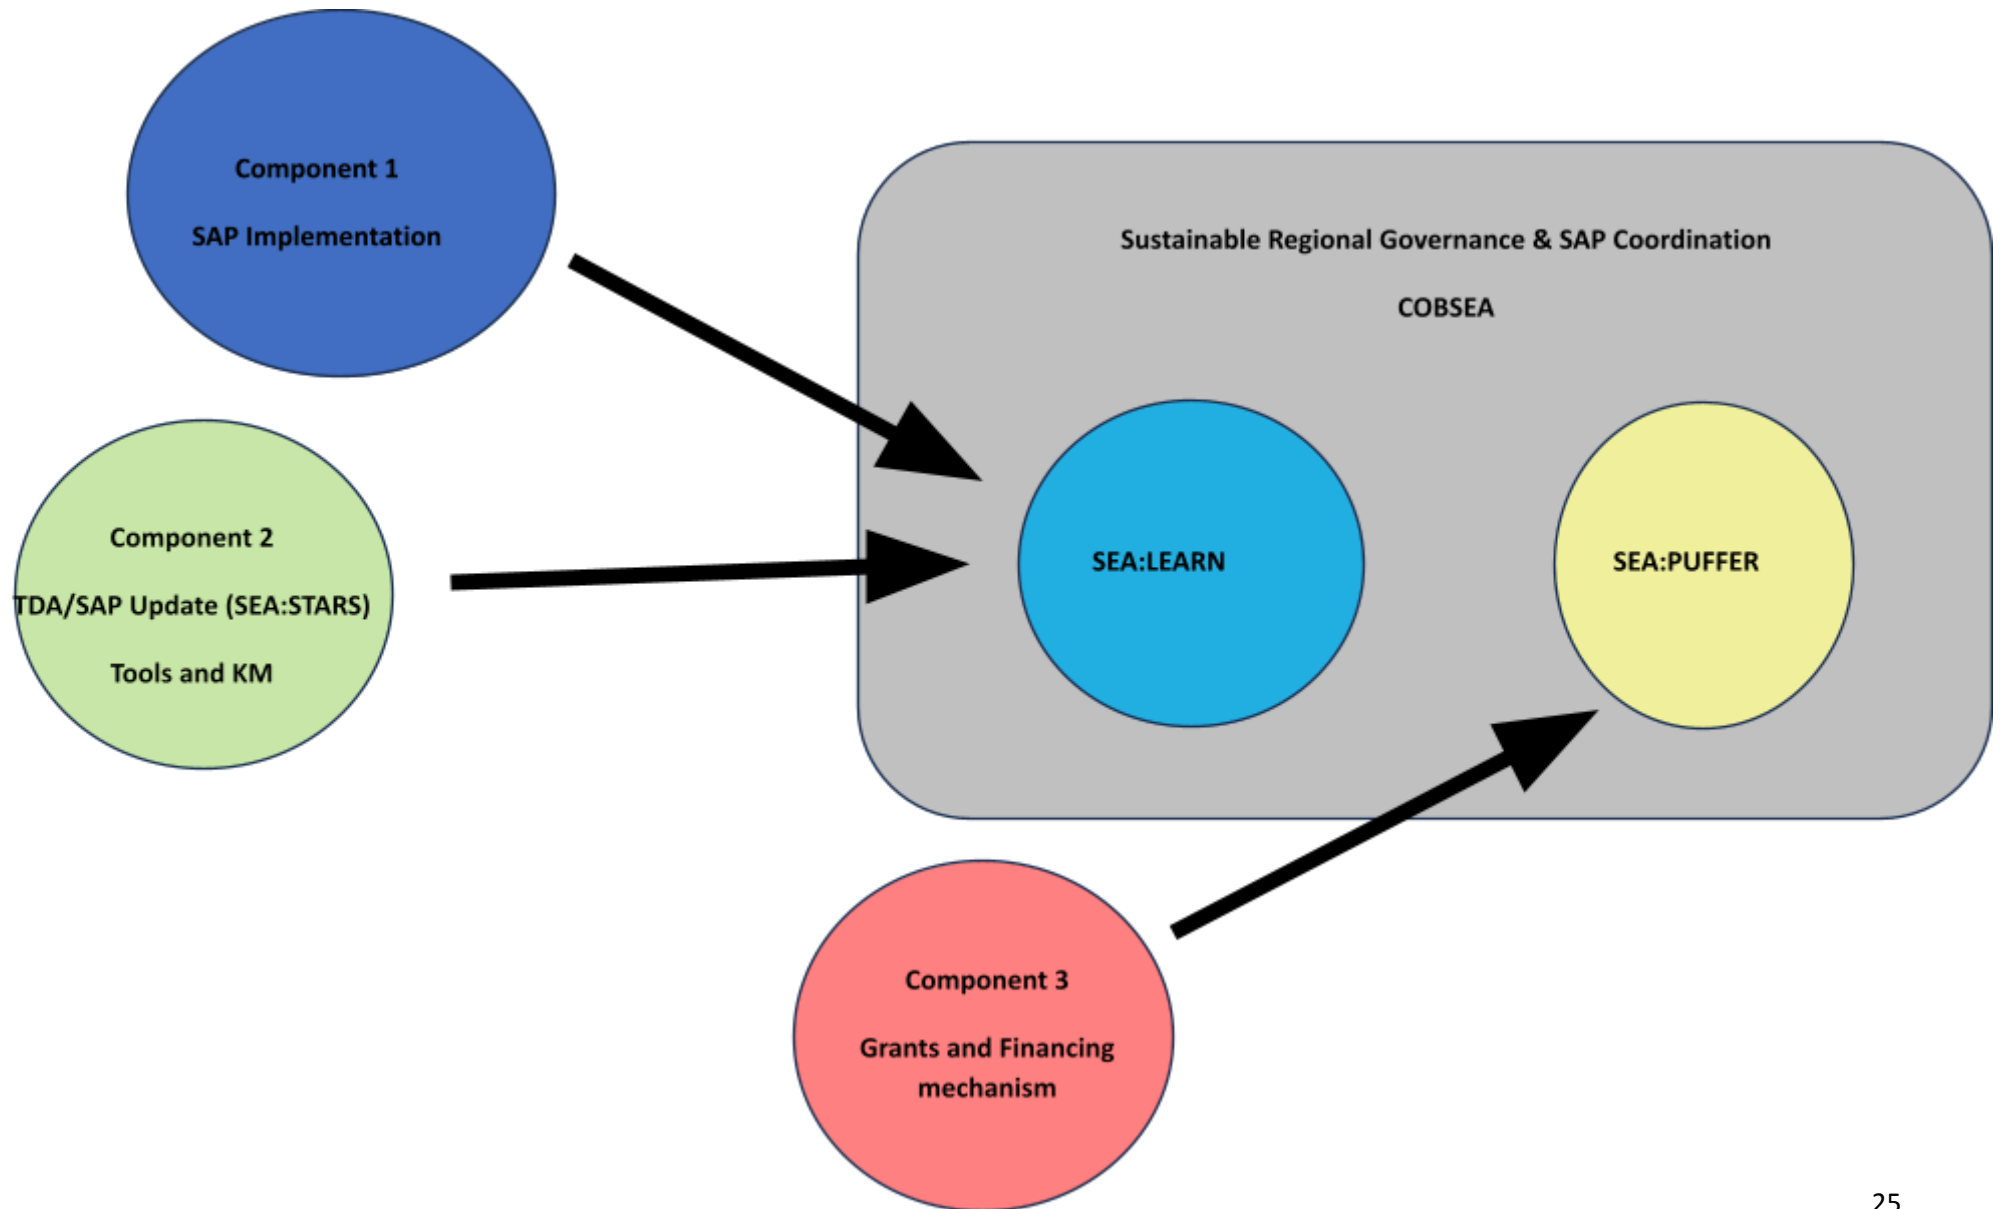 Component 1
SAP Implementation
Sustainable Regional Governance & SAP Coordination
COBSEA
Component 2
TDA/SAP Update (SEA:STARS)
Tools and KM
SEA:LEARN
SEA:PUFFER
Component 3
Grants and Financing
mechanism
25